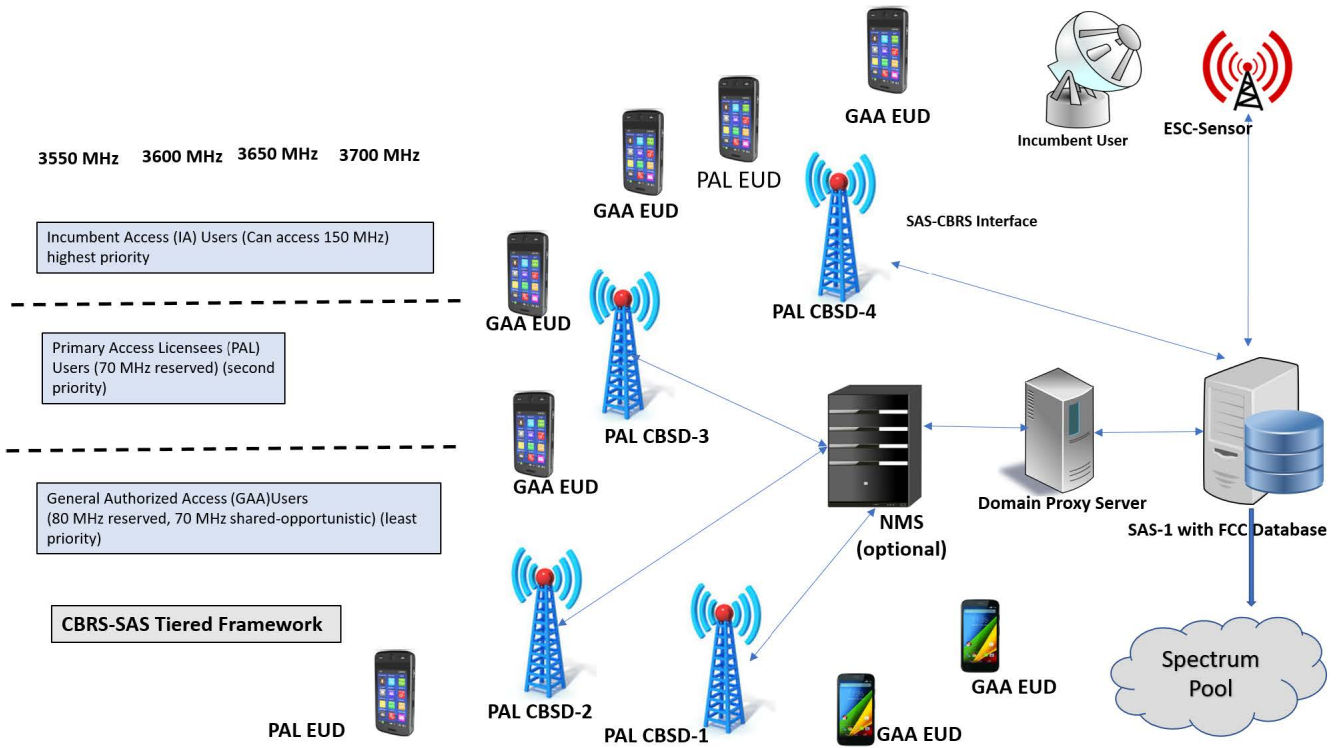 3550 MHz 3600 MHz 3650 MHz 3700 MHz
Incumbent Access (IA) Users (Can access 150 MHz)
highest priority
Primary Access Licensees (PAL)
Users (70 MHz reserved) (second
priority)
General Authorized Access (GAA)Users
(80 MHz reserved, 70 MHz shared-opportunistic) (least
priority)
CBRS-SAS Tiered Framework
GAA EUD
PAL EUD
GAA EUD
GAA EUD
GAA EUD
PAL EUD
GAA EUD
GAA EUD
Incumbent User
ESC-Sensor
SAS-CBRS Interface
PAL CBSD-4
PAL CBSD-3
PAL CBSD-2
PAL CBSD-1
NMS
(optional)
Domain Proxy Server
SAS-1 with FCC Database
Spectrum
Pool